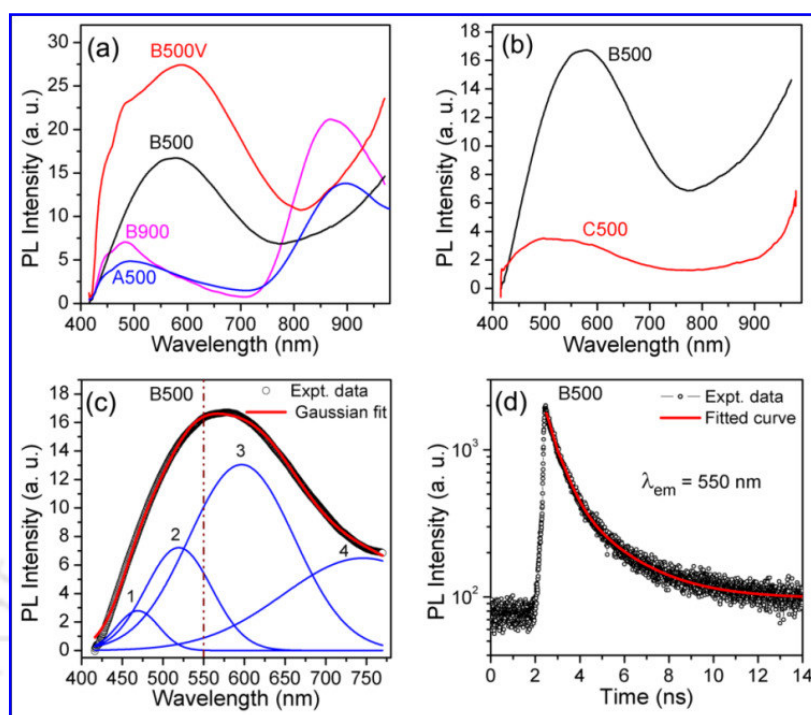 (a)
B500V
B500
B900
A500
PL Intensity (a. u.)
0
5
10
15
20
25
30
400 500 600 700 800 900
Wavelength (nm)
(b)
B500
C500
PL Intensity (a. u.)
0
2
4
6
8
10
12
14
16
18
400 500 600 700 800 900
Wavelength (nm)
(c)
B500
Expt. data
Gaussian fit
1
2
3
4
PL Intensity (a. u.)
0
2
4
6
8
10
12
14
16
18
400 450 500 550 600 650 700 750
Wavelength (nm)
(d)
B500
Expt. data
Fitted curve
λem = 550 nm
PL Intensity (a. u.)
10²
10³
0 2 4 6 8 10 12 14
Time (ns)